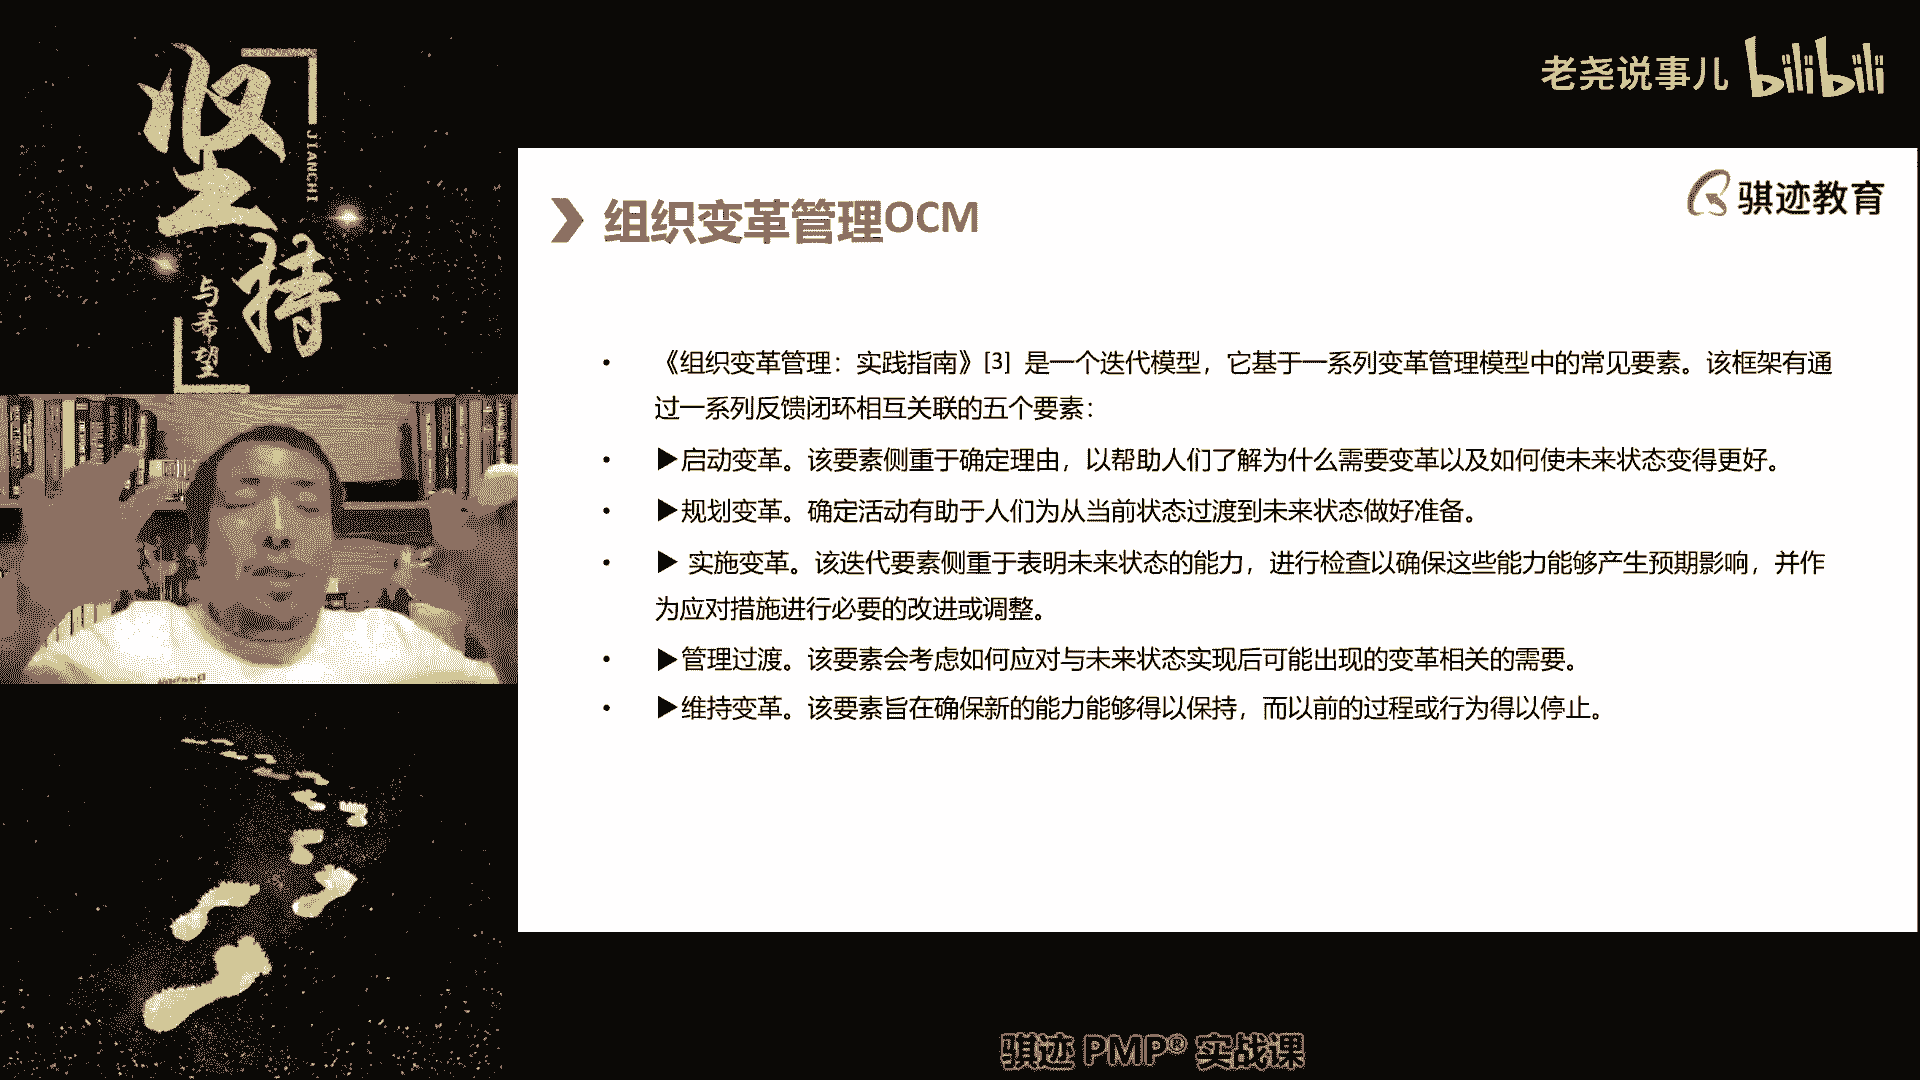 坚持
JIANCHI
与希望
老尧说事儿 bilibili
骐迹教育
组织变革管理OCM
• 《组织变革管理：实践指南》[3] 是一个迭代模型，它基于一系列变革管理模型中的常见要素。该框架有通
过一系列反馈闭环相互关联的五个要素：
• ▶启动变革。该要素侧重于确定理由，以帮助人们了解为什么需要变革以及如何使未来状态变得更好。
• ▶规划变革。确定活动有助于人们为从当前状态过渡到未来状态做好准备。
• ▶ 实施变革。该迭代要素侧重于表明未来状态的能力，进行检查以确保这些能力能够产生预期影响，并作
为应对措施进行必要的改进或调整。
• ▶管理过渡。该要素会考虑如何应对与未来状态实现后可能出现的变革相关的需要。
• ▶维持变革。该要素旨在确保新的能力能够得以保持，而以前的过程或行为得以停止。
骐迹 PMP® 实战课